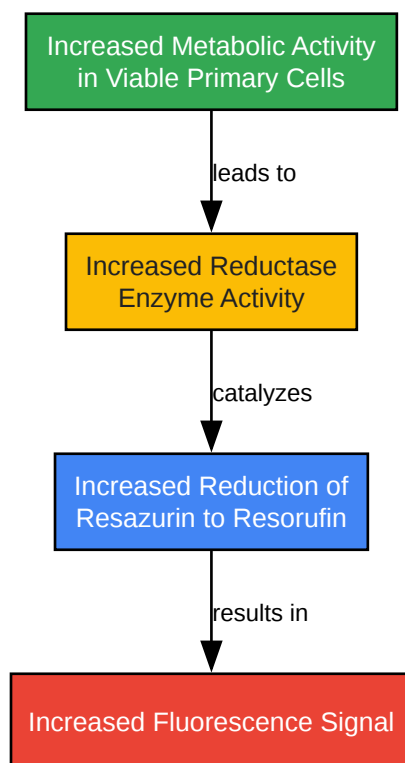 Increased Metabolic Activity
in Viable Primary Cells
leads to
Increased Reductase
Enzyme Activity
catalyzes
Increased Reduction of
Resazurin to Resorufin
results in
Increased Fluorescence Signal